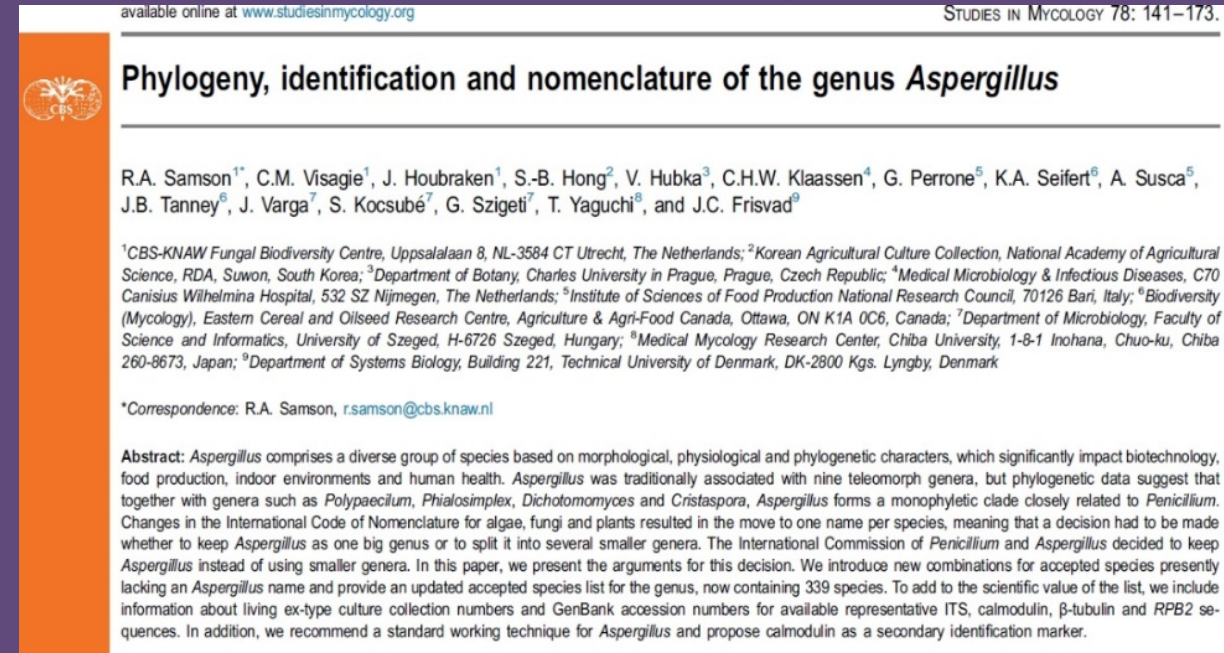 available online at www.studiesinmycology.org
STUDIES IN MYCOLOGY 78: 141–173.
CBS
Phylogeny, identification and nomenclature of the genus Aspergillus
R.A. Samson1*, C.M. Visagie1, J. Houbraken1, S.-B. Hong2, V. Hubka3, C.H.W. Klaassen4, G. Perrone5, K.A. Seifert6, A. Susca5,
J.B. Tanney6, J. Varga7, S. Kocsubé7, G. Szigeti7, T. Yaguchi8, and J.C. Frisvad9
1CBS-KNAW Fungal Biodiversity Centre, Uppsalalaan 8, NL-3584 CT Utrecht, The Netherlands; 2Korean Agricultural Culture Collection, National Academy of Agricultural
Science, RDA, Suwon, South Korea; 3Department of Botany, Charles University in Prague, Prague, Czech Republic; 4Medical Microbiology & Infectious Diseases, C70
Canisius Wilhelmina Hospital, 532 SZ Nijmegen, The Netherlands; 5Institute of Sciences of Food Production National Research Council, 70126 Bari, Italy; 6Biodiversity
(Mycology), Eastern Cereal and Oilseed Research Centre, Agriculture & Agri-Food Canada, Ottawa, ON K1A 0C6, Canada; 7Department of Microbiology, Faculty of
Science and Informatics, University of Szeged, H-6726 Szeged, Hungary; 8Medical Mycology Research Center, Chiba University, 1-8-1 Inohana, Chuo-ku, Chiba
260-8673, Japan; 9Department of Systems Biology, Building 221, Technical University of Denmark, DK-2800 Kgs. Lyngby, Denmark
*Correspondence: R.A. Samson, r.samson@cbs.knaw.nl
Abstract: Aspergillus comprises a diverse group of species based on morphological, physiological and phylogenetic characters, which significantly impact biotechnology,
food production, indoor environments and human health. Aspergillus was traditionally associated with nine teleomorph genera, but phylogenetic data suggest that
together with genera such as Polypaecilum, Phialosimplex, Dichotomomyces and Cristaspora, Aspergillus forms a monophyletic clade closely related to Penicillium.
Changes in the International Code of Nomenclature for algae, fungi and plants resulted in the move to one name per species, meaning that a decision had to be made
whether to keep Aspergillus as one big genus or to split it into several smaller genera. The International Commission of Penicillium and Aspergillus decided to keep
Aspergillus instead of using smaller genera. In this paper, we present the arguments for this decision. We introduce new combinations for accepted species presently
lacking an Aspergillus name and provide an updated accepted species list for the genus, now containing 339 species. To add to the scientific value of the list, we include
information about living ex-type culture collection numbers and GenBank accession numbers for available representative ITS, calmodulin, β-tubulin and RPB2 se-
quences. In addition, we recommend a standard working technique for Aspergillus and propose calmodulin as a secondary identification marker.